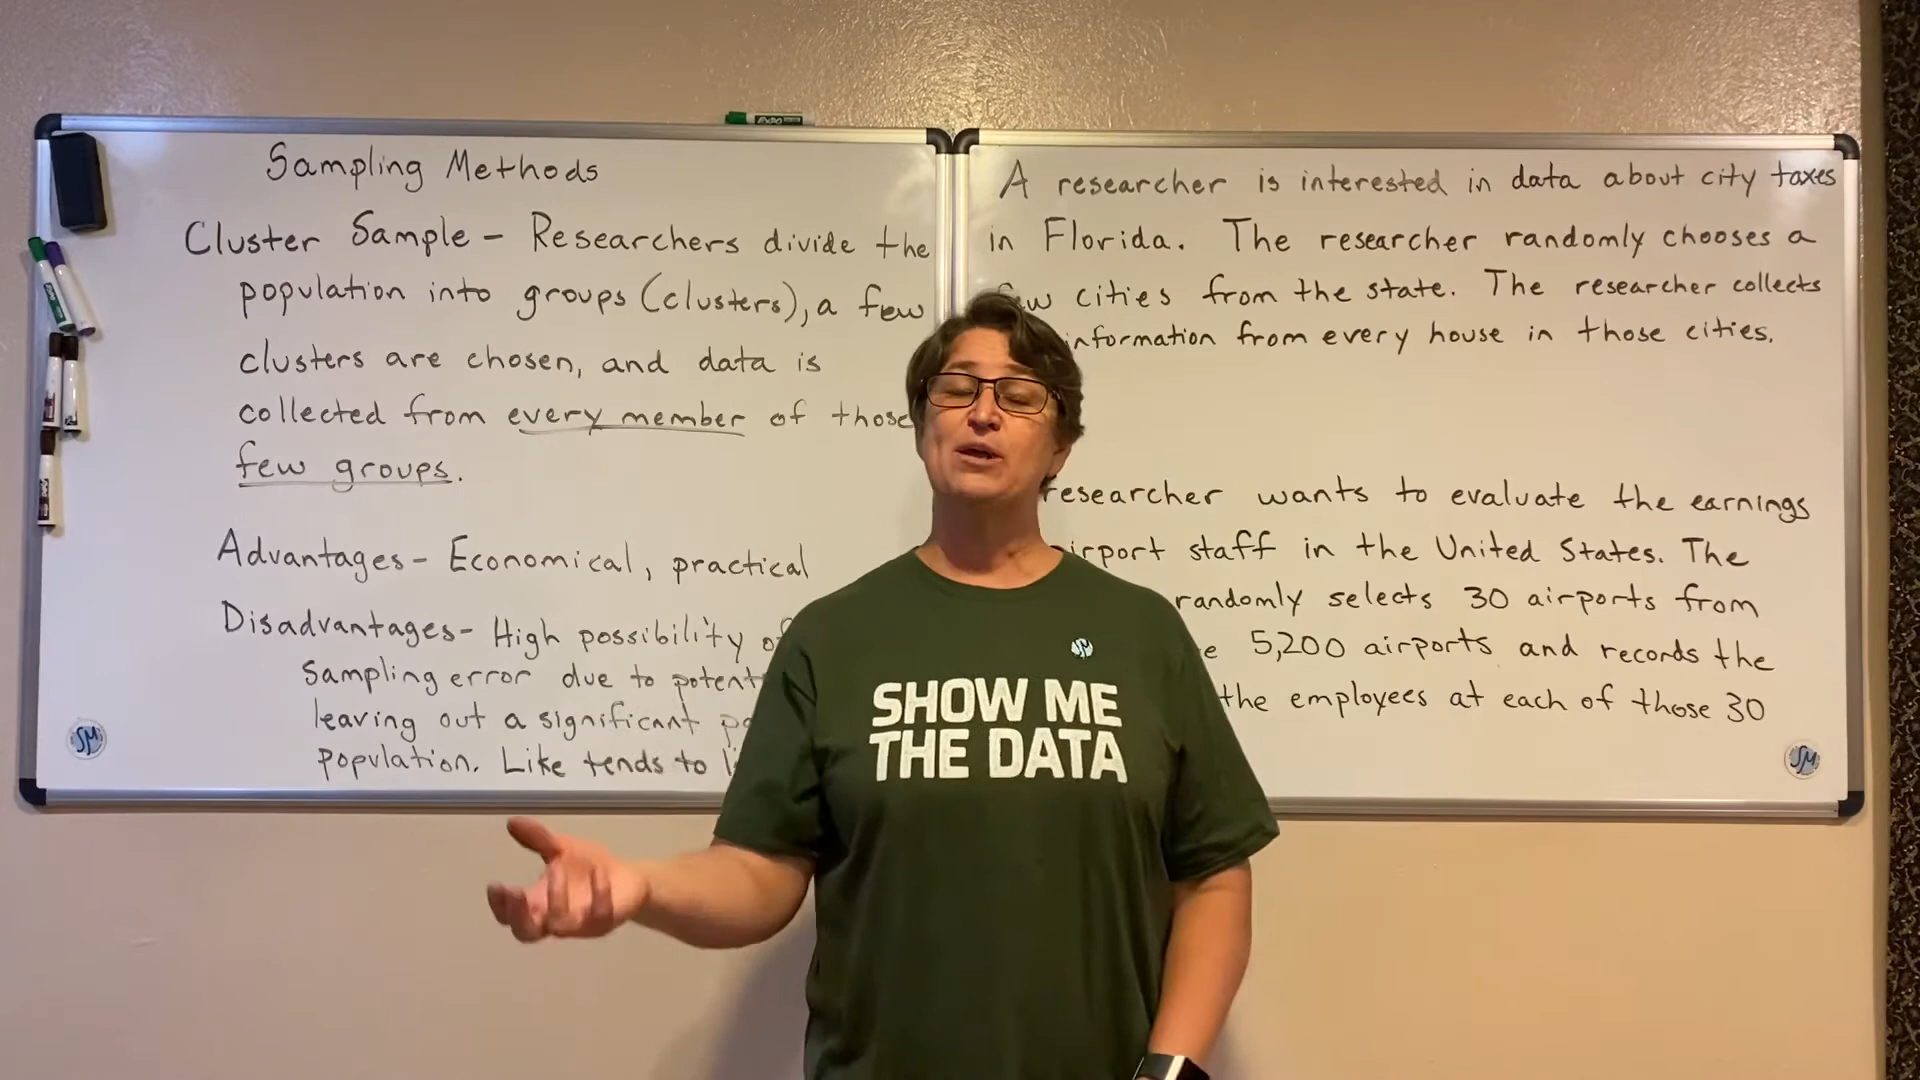 EXPO
Sampling Methods
Cluster Sample - Researchers divide the
population into groups (clusters), a few
clusters are chosen, and data is
collected from every member of those
few groups.
Advantages - Economical, practical
Disadvantages - High possibility of
sampling error due to
leaving out a significant
population. Like tends to
SM
A researcher is interested in data about city taxes
in Florida. The researcher randomly chooses a
cities from the state. The researcher collects
information from every house in those cities.
researcher wants to evaluate the earnings
staff in the United States. The
randomly selects 30 airports from
5,200 airports and records the
the employees at each of those 30
SM
SHOW ME
THE DATA